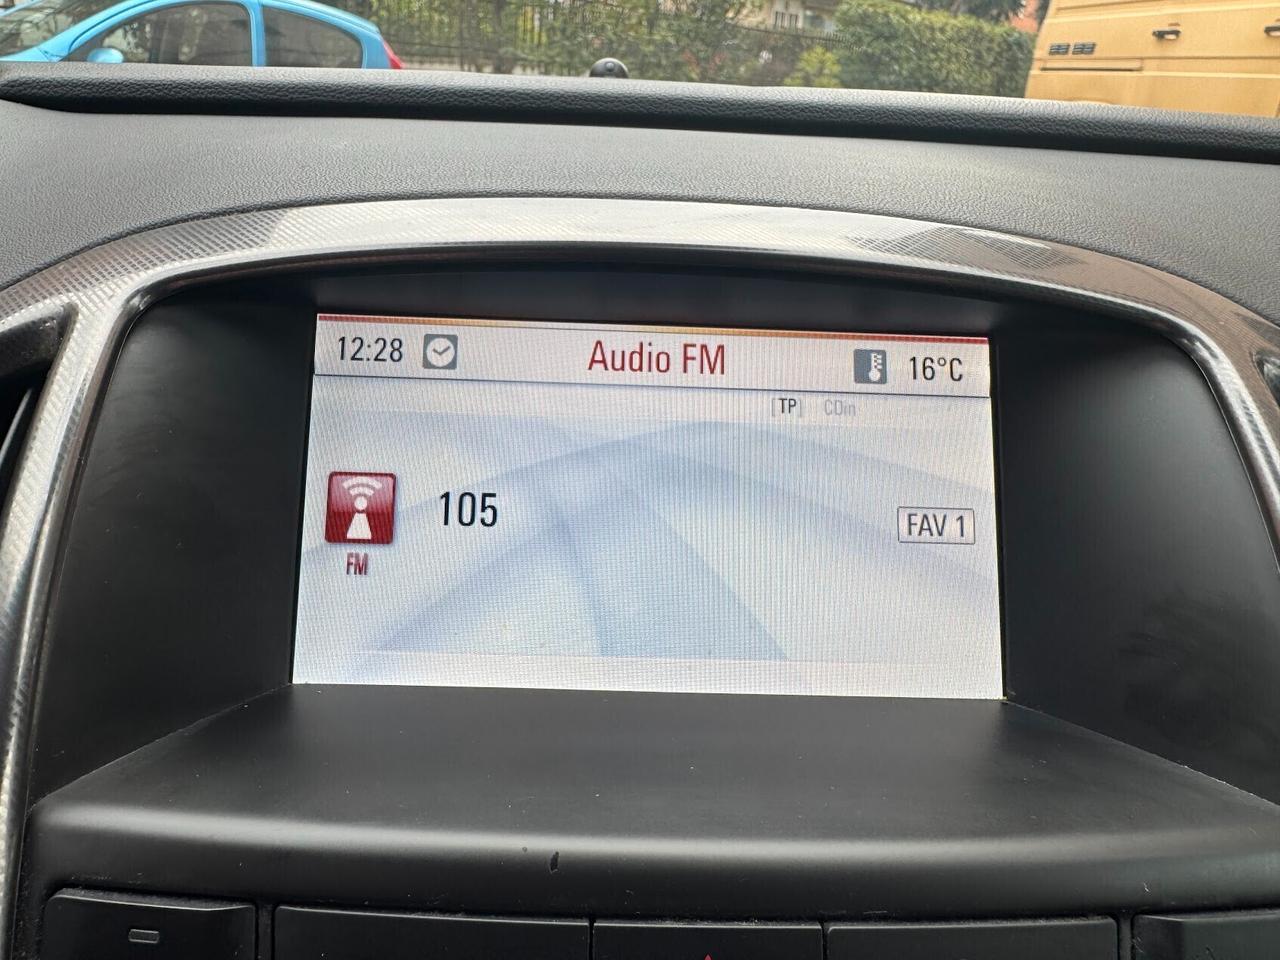 12:28 Audio FM 16°C
[TP] CDin
105 FAV 1
FM